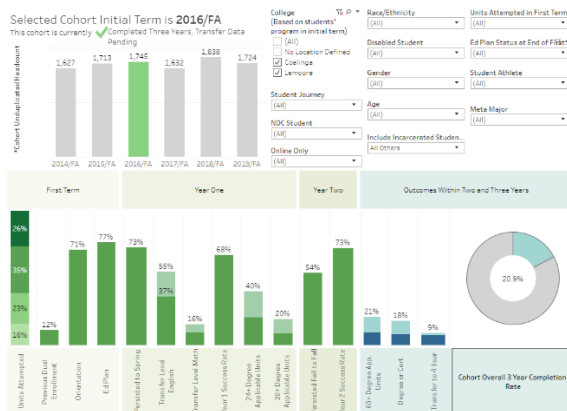 Selected Cohort Initial Term is 2016/FA
This cohort is currently Completed Three Years, Transfer Data
Pending
*Cohort Unduplicated Headcount
1,627
1,713
1,745
1,632
1,838
1,724
2014/FA
2015/FA
2016/FA
2017/FA
2018/FA
2019/FA
College
(Based on students'
program in initial term)
(All)
No Location Defined
Coalinga
Lemoore
Student Journey
(All)
NDC Student
(All)
Online Only
(All)
Race/Ethnicity
(All)
Disabled Student
(All)
Gender
(All)
Age
(All)
Include Incarcerated Studen..
All Others
Units Attempted in First Term
(All)
Ed Plan Status at End of First
(All)
Student Athlete
(All)
Meta Major
(All)
First Term
Year One
Year Two
Outcomes Within Two and Three Years
26%
35%
23%
16%
12%
71%
77%
73%
55%
37%
16%
68%
40%
20%
54%
73%
21%
18%
9%
20.9%
Units Attempted
Previous Dual
Enrollment
Orientation
Ed Plan
Persisted to Spring
Transfer Level
English
Transfer Level Math
Year 1 Success Rate
24+ Degree
Applicable Units
30+ Degree
Applicable Units
Persisted Fall to Fall
Year 2 Success Rate
60+ Degree App.
Units
Degree or Cert
Transfer to 4 Year
Cohort Overall 3 Year Completion
Rate